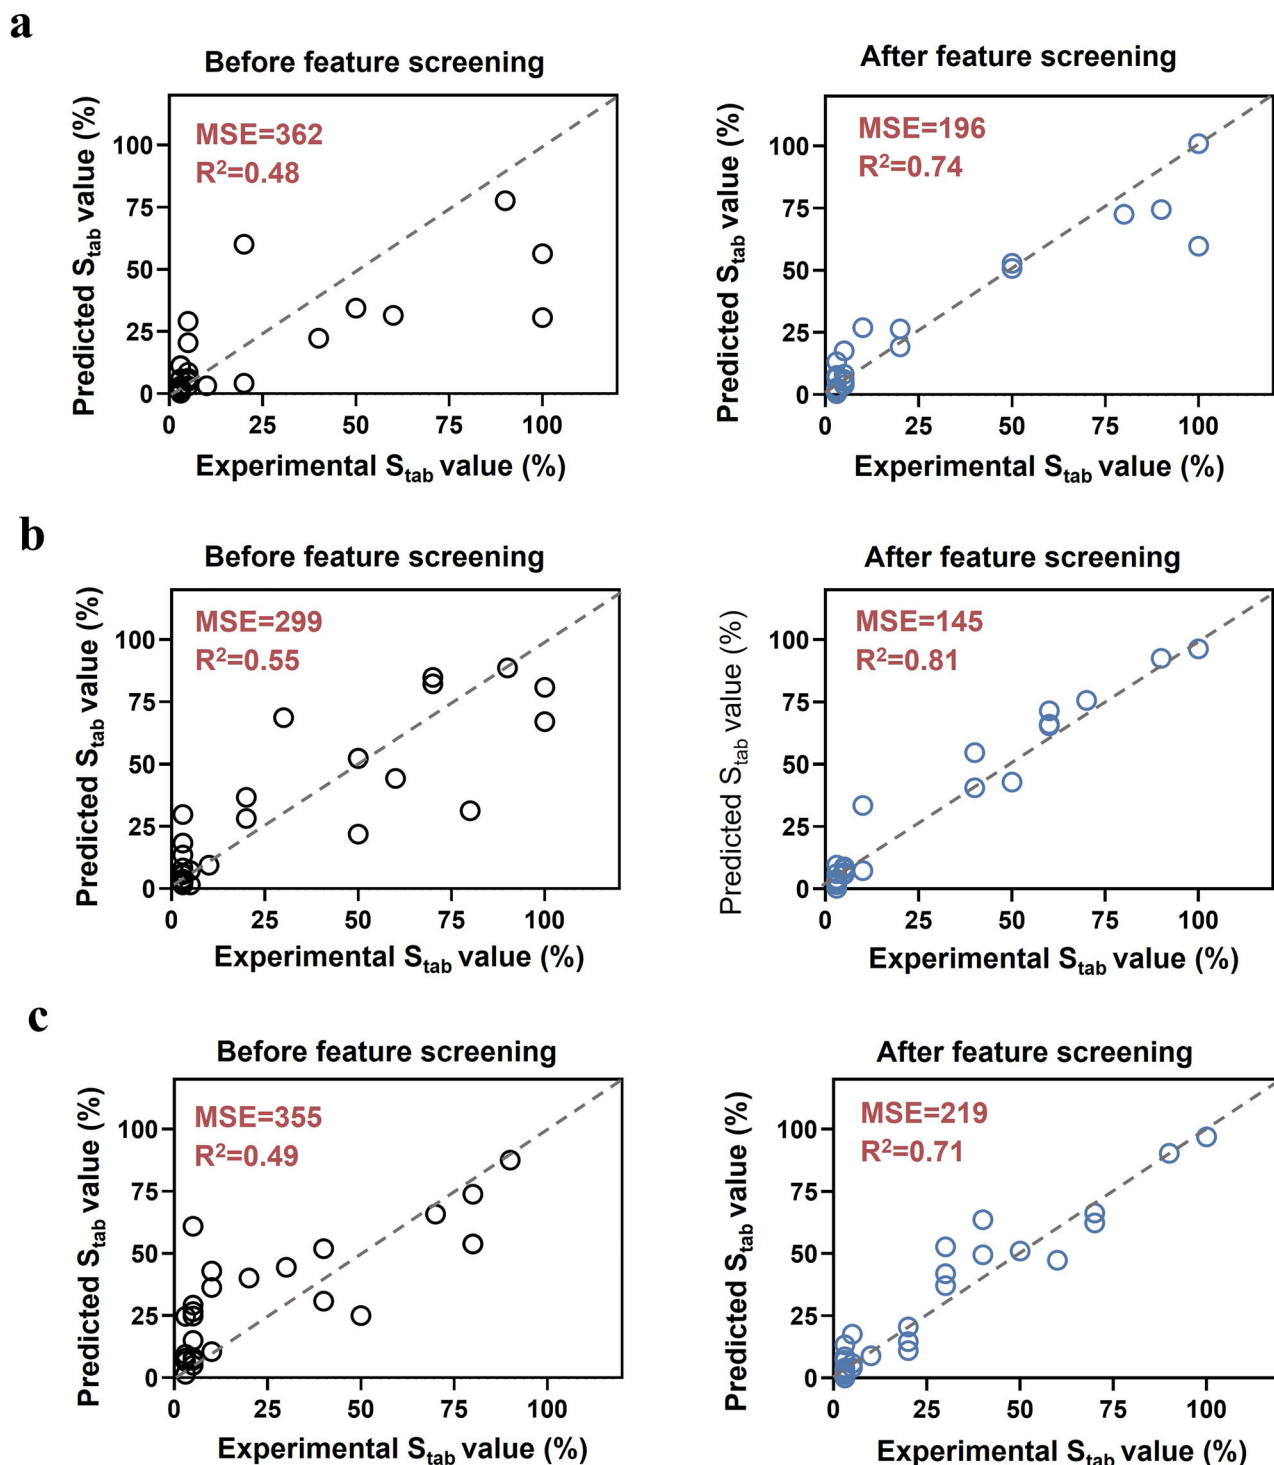 a
Before feature screening
After feature screening
MSE=362
R²=0.48
MSE=196
R²=0.74
Predicted S_tab value (%)
100
75
50
25
0
0 25 50 75 100
Experimental S_tab value (%)
Predicted S_tab value (%)
100
75
50
25
0
0 25 50 75 100
Experimental S_tab value (%)
b
Before feature screening
After feature screening
MSE=299
R²=0.55
MSE=145
R²=0.81
Predicted S_tab value (%)
100
75
50
25
0
0 25 50 75 100
Experimental S_tab value (%)
Predicted S_tab value (%)
100
75
50
25
0
0 25 50 75 100
Experimental S_tab value (%)
c
Before feature screening
After feature screening
MSE=355
R²=0.49
MSE=219
R²=0.71
Predicted S_tab value (%)
100
75
50
25
0
0 25 50 75 100
Experimental S_tab value (%)
Predicted S_tab value (%)
100
75
50
25
0
0 25 50 75 100
Experimental S_tab value (%)